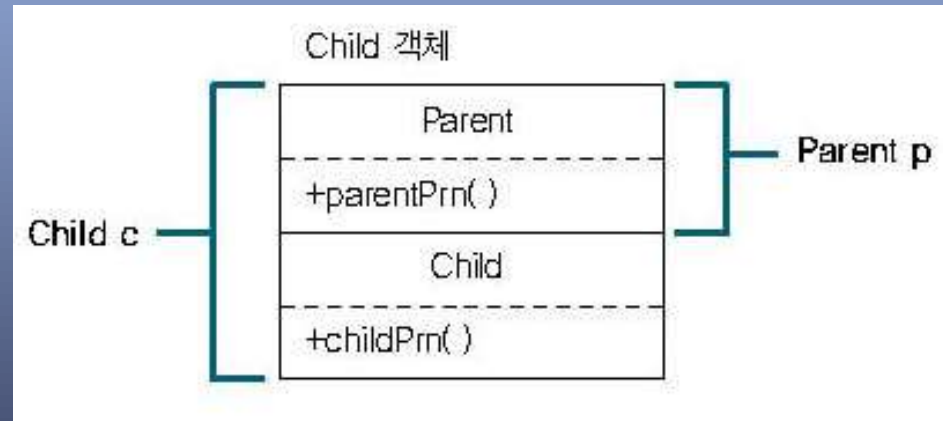 Child 객체
Parent
+parentPrn( )
Parent p
Child c
Child
+childPrn( )